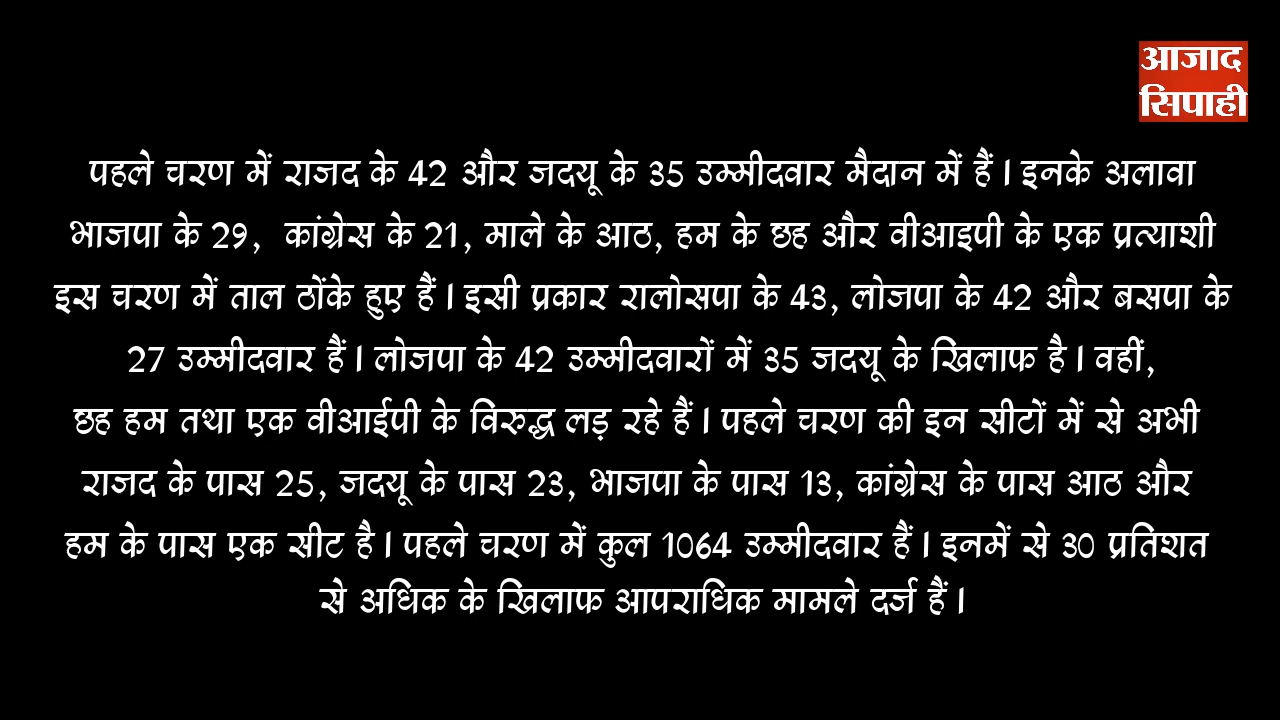 आजाद
सिपाही
पहले चरण में राजद के 42 और जदयू के 35 उम्मीदवार मैदान में हैं । इनके अलावा
भाजपा के 29, कांग्रेस के 21, माले के आठ, हम के छह और वीआइपी के एक प्रत्याशी
इस चरण में ताल ठोंके हुए हैं । इसी प्रकार रालोसपा के 43, लोजपा के 42 और बसपा के
27 उम्मीदवार हैं । लोजपा के 42 उम्मीदवारों में 35 जदयू के खिलाफ है । वहीं,
छह हम तथा एक वीआईपी के विरुद्ध लड़ रहे हैं । पहले चरण की इन सीटों में से अभी
राजद के पास 25, जदयू के पास 23, भाजपा के पास 13, कांग्रेस के पास आठ और
हम के पास एक सीट है । पहले चरण में कुल 1064 उम्मीदवार हैं । इनमें से 30 प्रतिशत
से अधिक के खिलाफ आपराधिक मामले दर्ज हैं ।